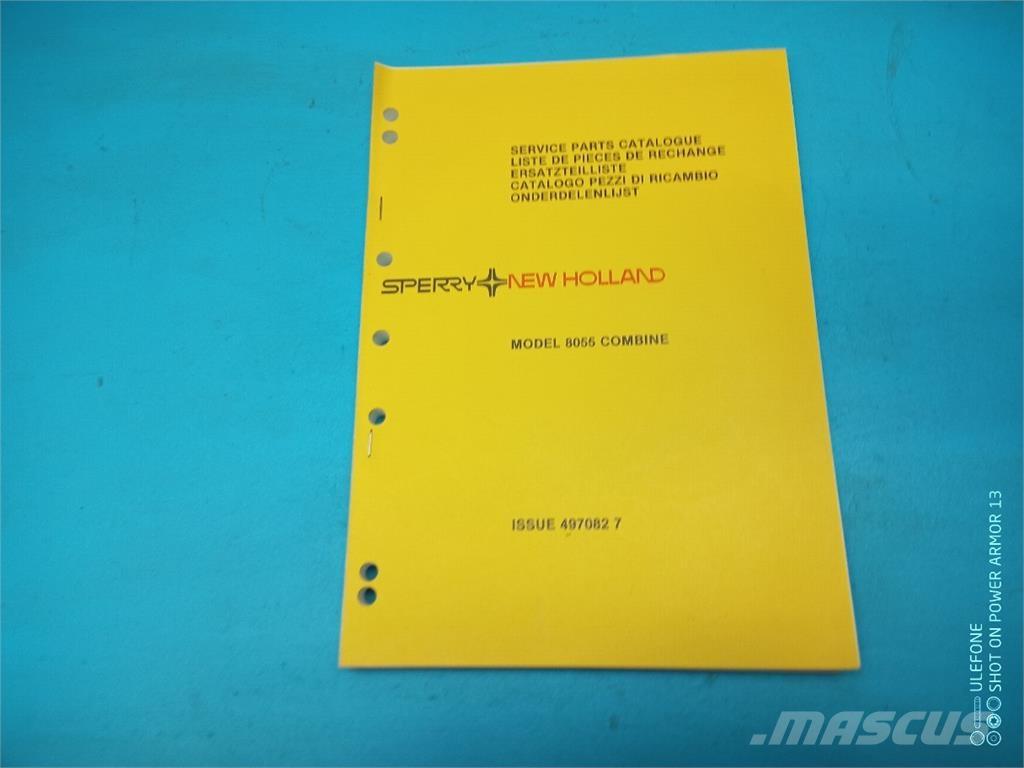 SERVICE PARTS CATALOGUE
LISTE DE PIECES DE RECHANGE
ERSATZTEILLISTE
CATALOGO PEZZI DI RICAMBIO
ONDERDELENLIJST
SPERRY NEW HOLLAND
MODEL 8055 COMBINE
ISSUE 497082 7
ULEFONE
SHOT ON POWER ARMOR 13
MASCUS